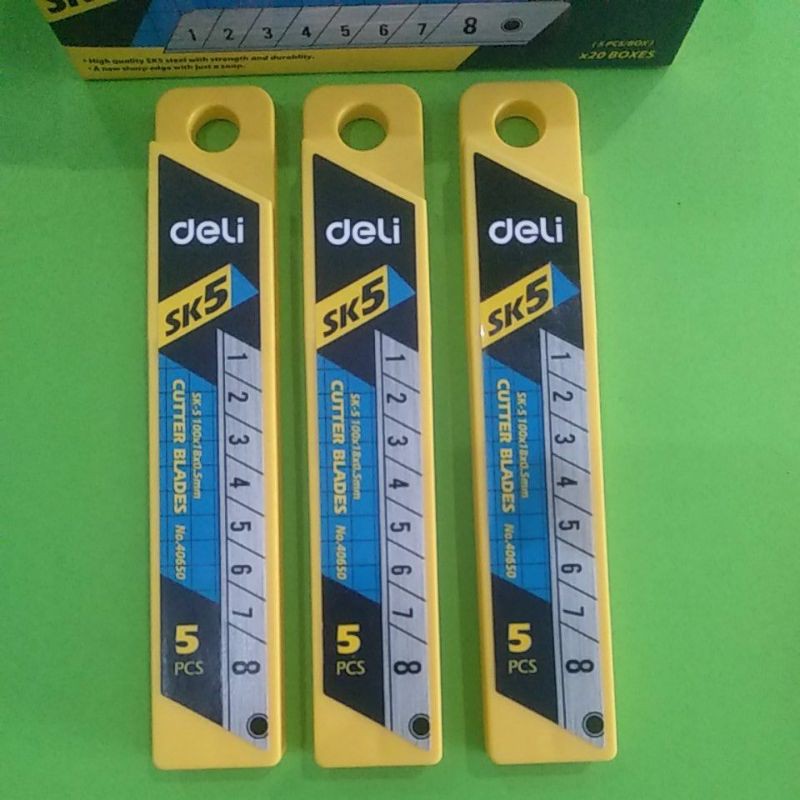 SK
1 2 3 4 5 6 7 8
• High quality SK5 steel with strength and durability.
• A new sharp edge with just a snap.
( 5 PCS/BOX )
x20 BOXES
deli
SK5
1 2 3 4 5 6 7 8
SK-5 100x18x0.5mm
CUTTER BLADES No.40650
5
PCS
deli
SK5
1 2 3 4 5 6 7 8
SK-5 100x18x0.5mm
CUTTER BLADES No.40650
5
PCS
deli
SK5
1 2 3 4 5 6 7 8
SK-5 100x18x0.5mm
CUTTER BLADES No.40650
5
PCS